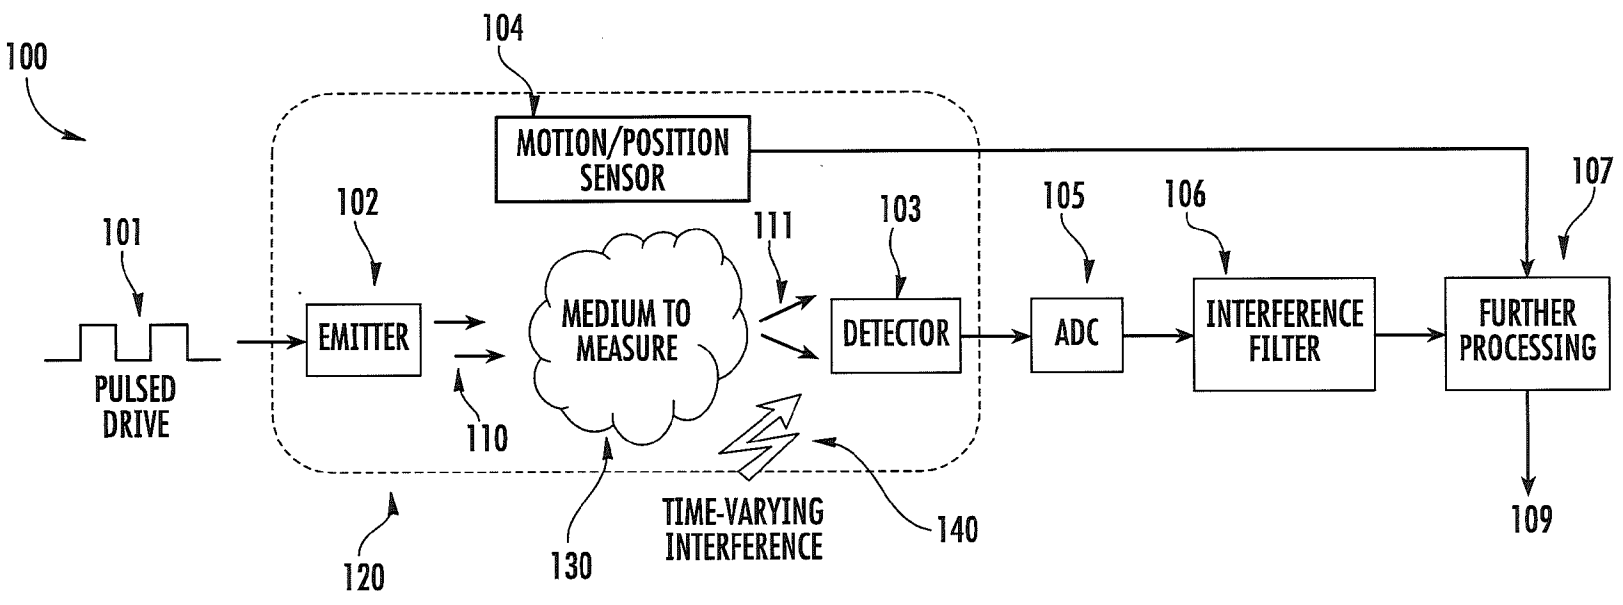 100
104
MOTION/POSITION
SENSOR
107
101
102
111
103
105
106
PULSED
DRIVE
EMITTER
110
MEDIUM TO
MEASURE
DETECTOR
ADC
INTERFERENCE
FILTER
FURTHER
PROCESSING
120
130
TIME-VARYING
INTERFERENCE
140
109